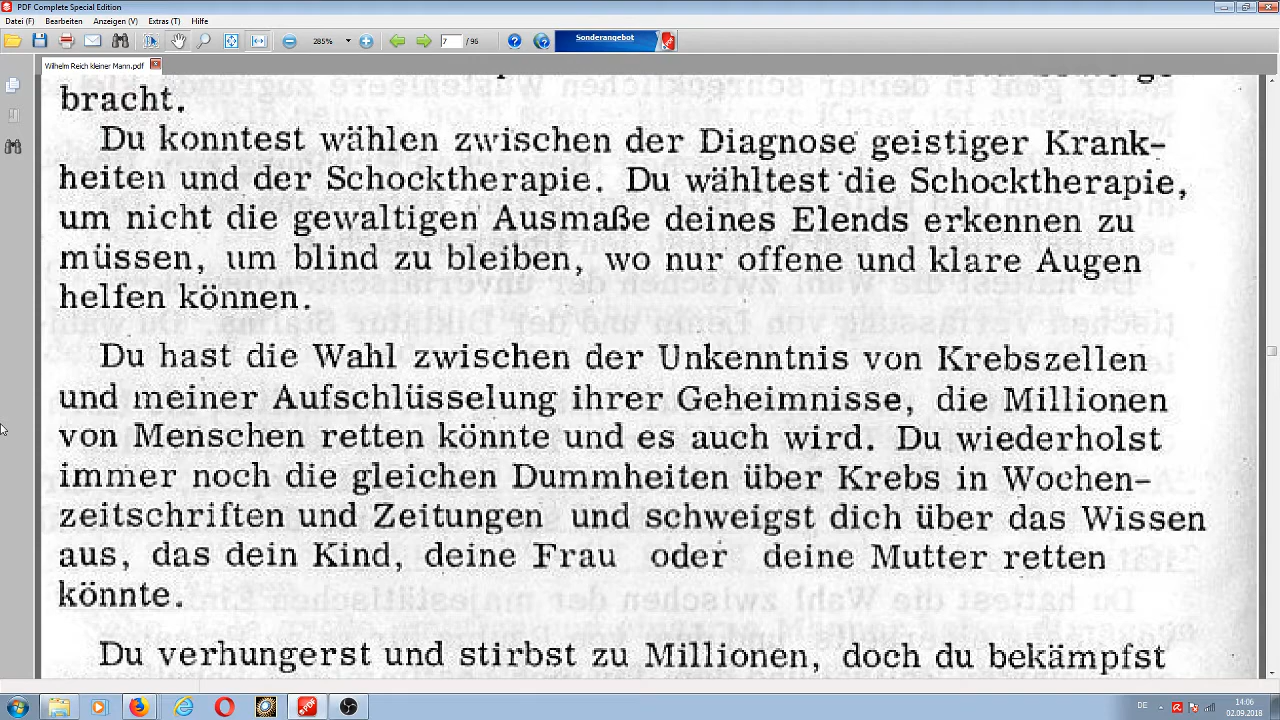 PDF Complete Special Edition
Datei (F) Bearbeiten Anzeigen (V) Extras (T) Hilfe
285% 7 / 95 Sonderangebot
Wilhelm Reich kleiner Mann.pdf
bracht.
Du konntest wählen zwischen der Diagnose geistiger Krank-
heiten und der Schocktherapie. Du wähltest die Schocktherapie,
um nicht die gewaltigen Ausmaße deines Elends erkennen zu
müssen, um blind zu bleiben, wo nur offene und klare Augen
helfen können.
Du hast die Wahl zwischen der Unkenntnis von Krebszellen
und meiner Aufschlüsselung ihrer Geheimnisse, die Millionen
von Menschen retten könnte und es auch wird. Du wiederholst
immer noch die gleichen Dummheiten über Krebs in Wochen-
zeitschriften und Zeitungen und schweigst dich über das Wissen
aus, das dein Kind, deine Frau oder deine Mutter retten
könnte.
Du verhungerst und stirbst zu Millionen, doch du bekämpfst
DE 14:06
02.09.2018